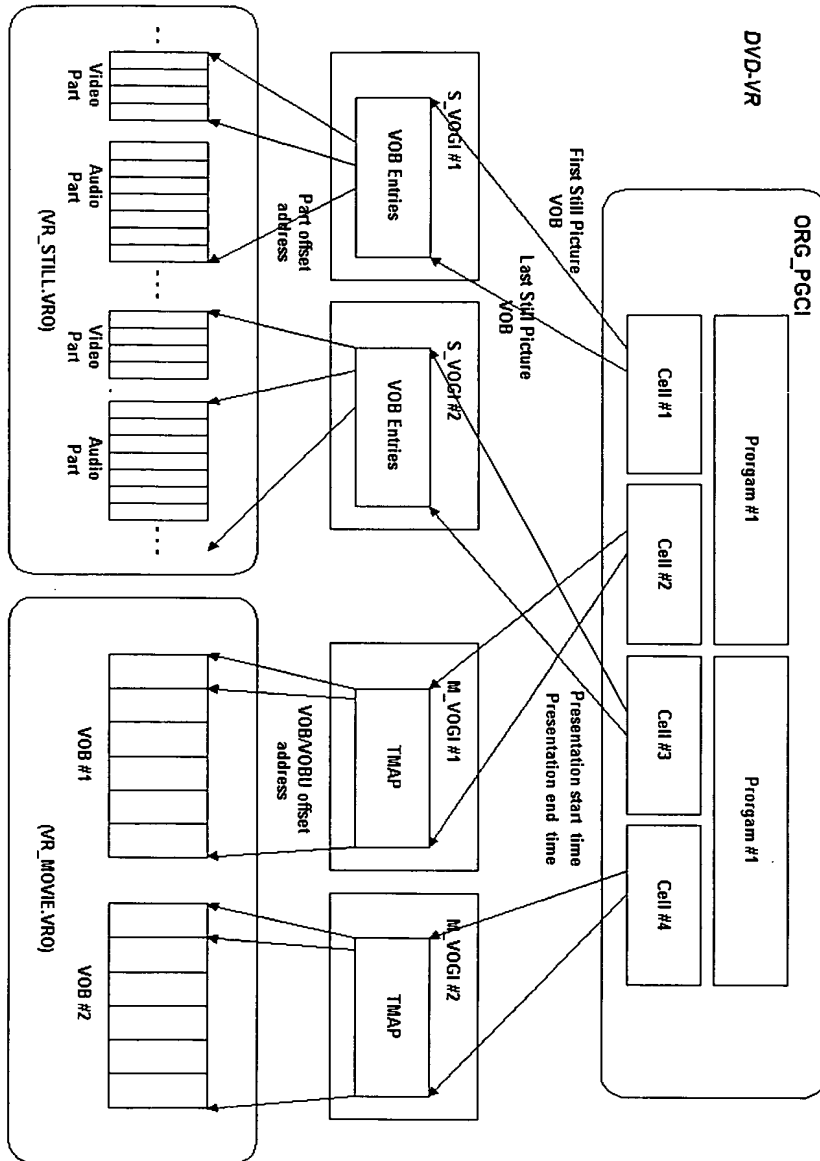 DVD-VR
ORG_PGCI
Prorgam #1
Prorgam #1
Cell #1
Cell #2
Cell #3
Cell #4
First Still Picture
VOB
Last Still Picture
VOB
Presentation start time
Presentation end time
S_VOGI #1
VOB Entries
S_VOGI #2
VOB Entries
M_VOGI #1
TMAP
M_VOGI #2
TMAP
Part offset
address
VOB/VOBU offset
address
. . .
Video
Part
Audio
Part
. . .
Video
Part
Audio
Part
. . .
(VR_STILL.VRO)
VOB #1
VOB #2
(VR_MOVIE.VRO)